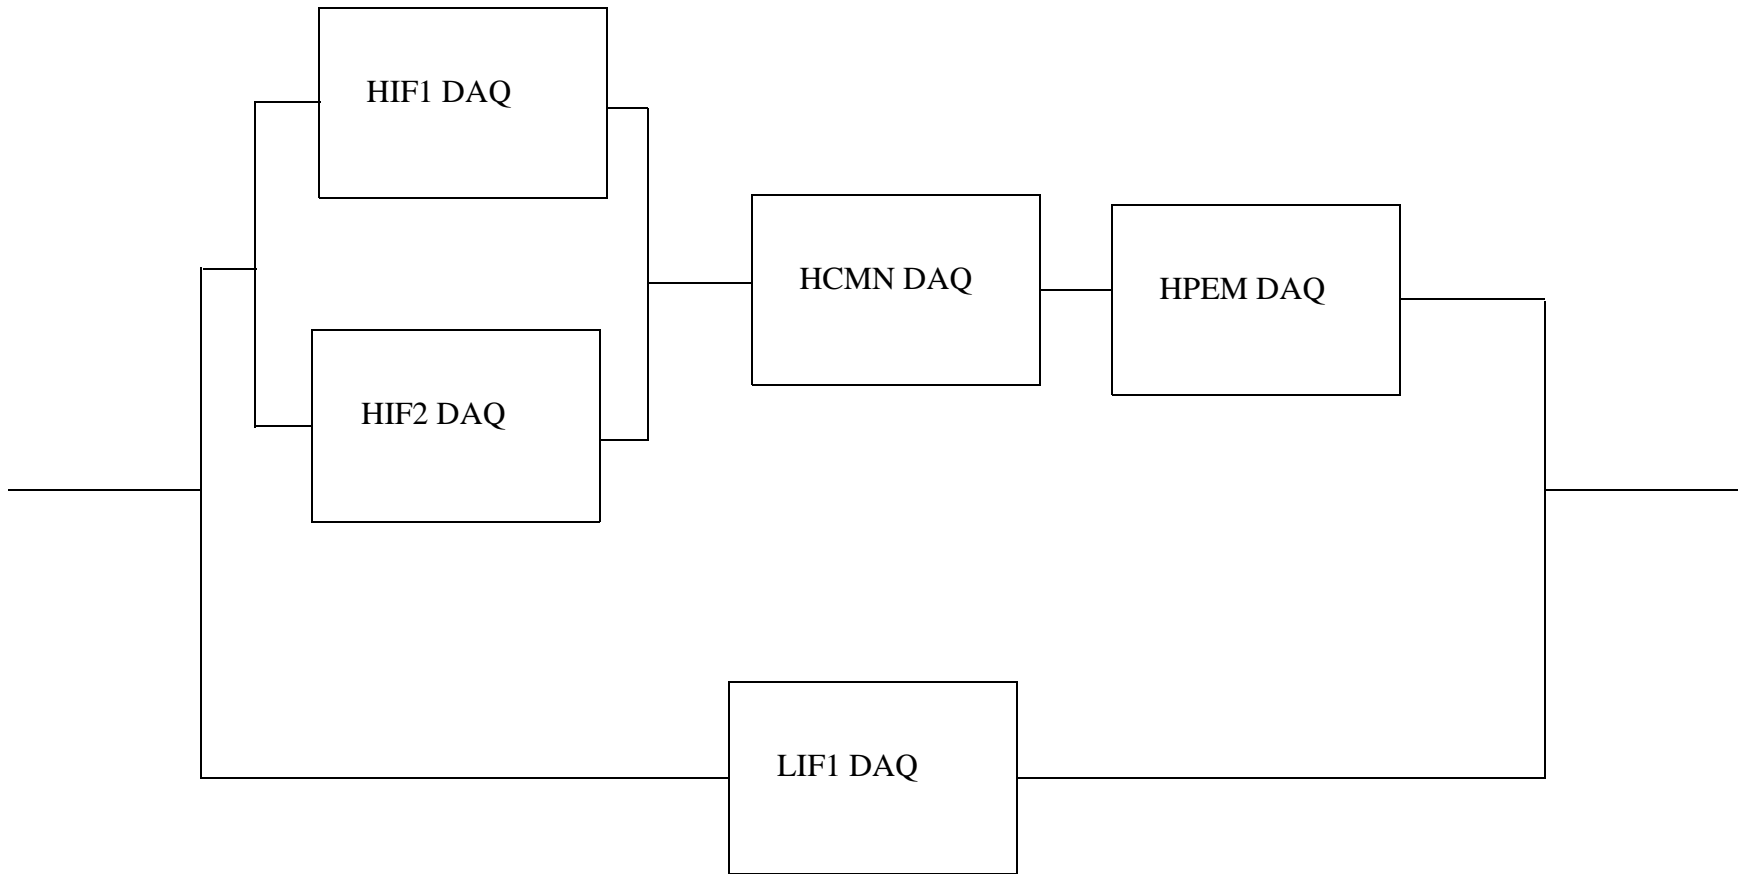 HIF1 DAQ
HCMN DAQ
HPEM DAQ
HIF2 DAQ
LIF1 DAQ